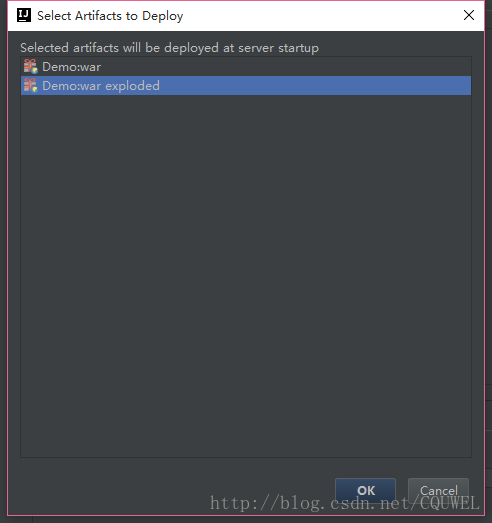 Select Artifacts to Deploy
Selected artifacts will be deployed at server startup
Demo:war
Demo:war exploded
OK
Cancel
http://blog.csdn.net/CQUWEL